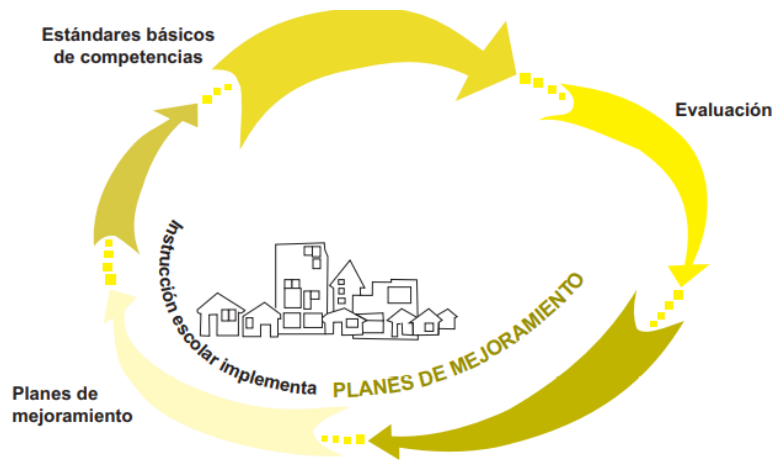 Estándares básicos
de competencias
Evaluación
Instrucción escolar implementa PLANES DE MEJORAMIENTO
Planes de
mejoramiento